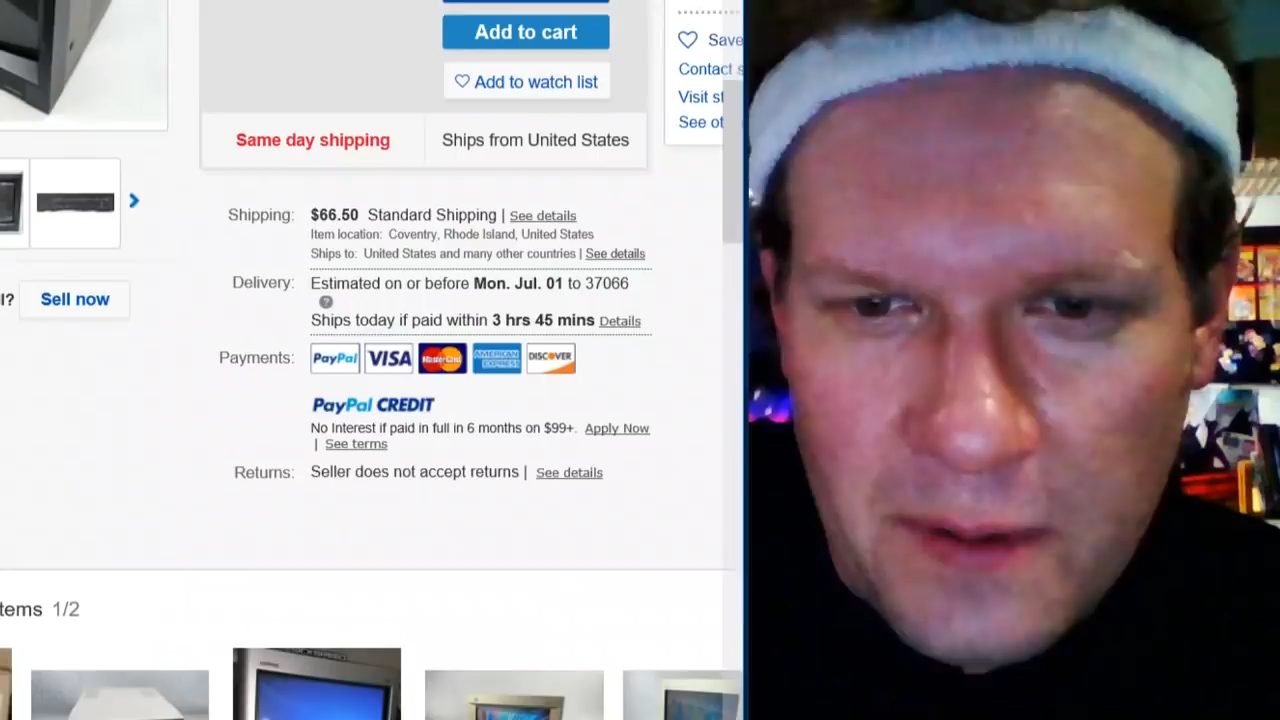 Add to cart
Add to watch list
Save
Contact
Visit
See
Same day shipping
Ships from United States
Shipping: $66.50 Standard Shipping | See details
Item location: Coventry, Rhode Island, United States
Ships to: United States and many other countries | See details
Delivery: Estimated on or before Mon. Jul. 01 to 37066
?
Ships today if paid within 3 hrs 45 mins Details
Payments: PayPal VISA MasterCard AMERICAN EXPRESS DISCOVER
PayPal CREDIT
No Interest if paid in full in 6 months on $99+. Apply Now
| See terms
Returns: Seller does not accept returns | See details
Sell now
1/2